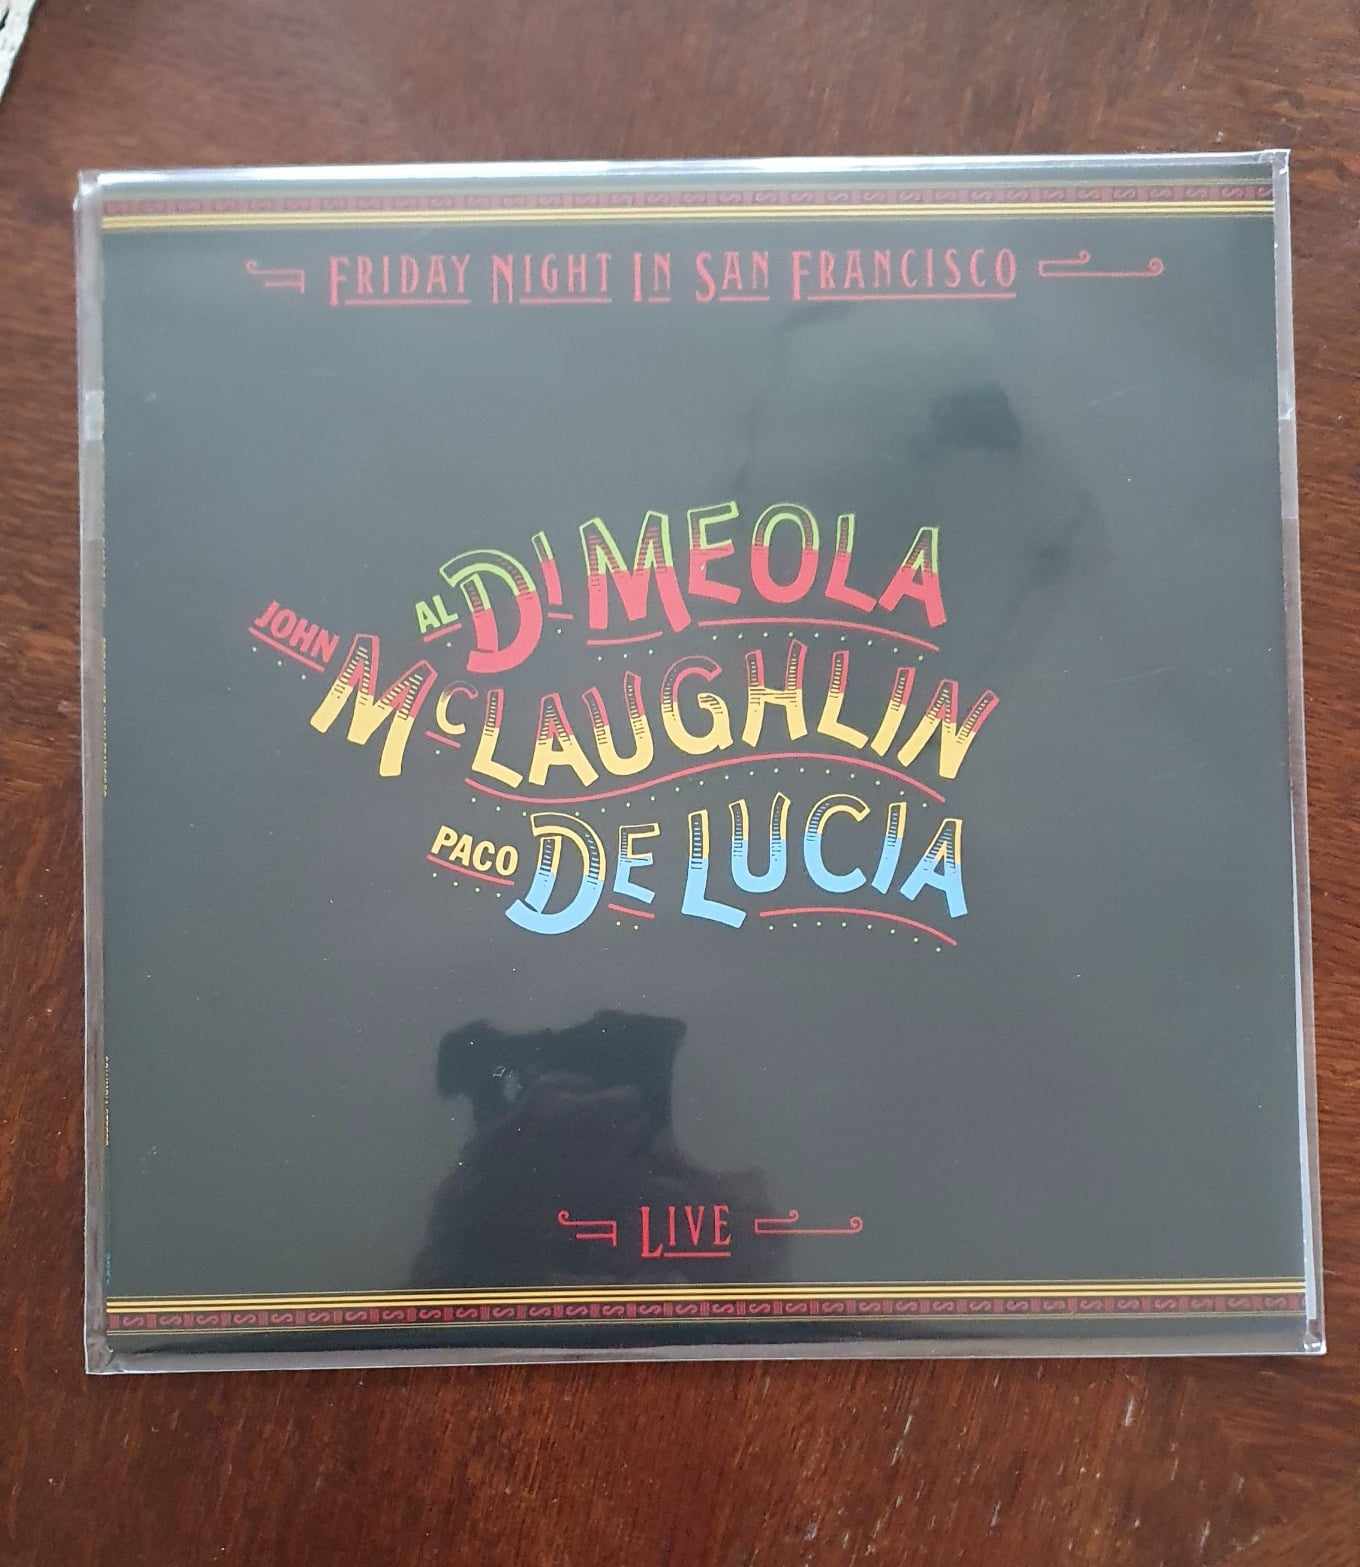 FRIDAY NIGHT IN SAN FRANCISCO
AL DI MEOLA
JOHN McLAUGHLIN
PACO DE LUCIA
LIVE